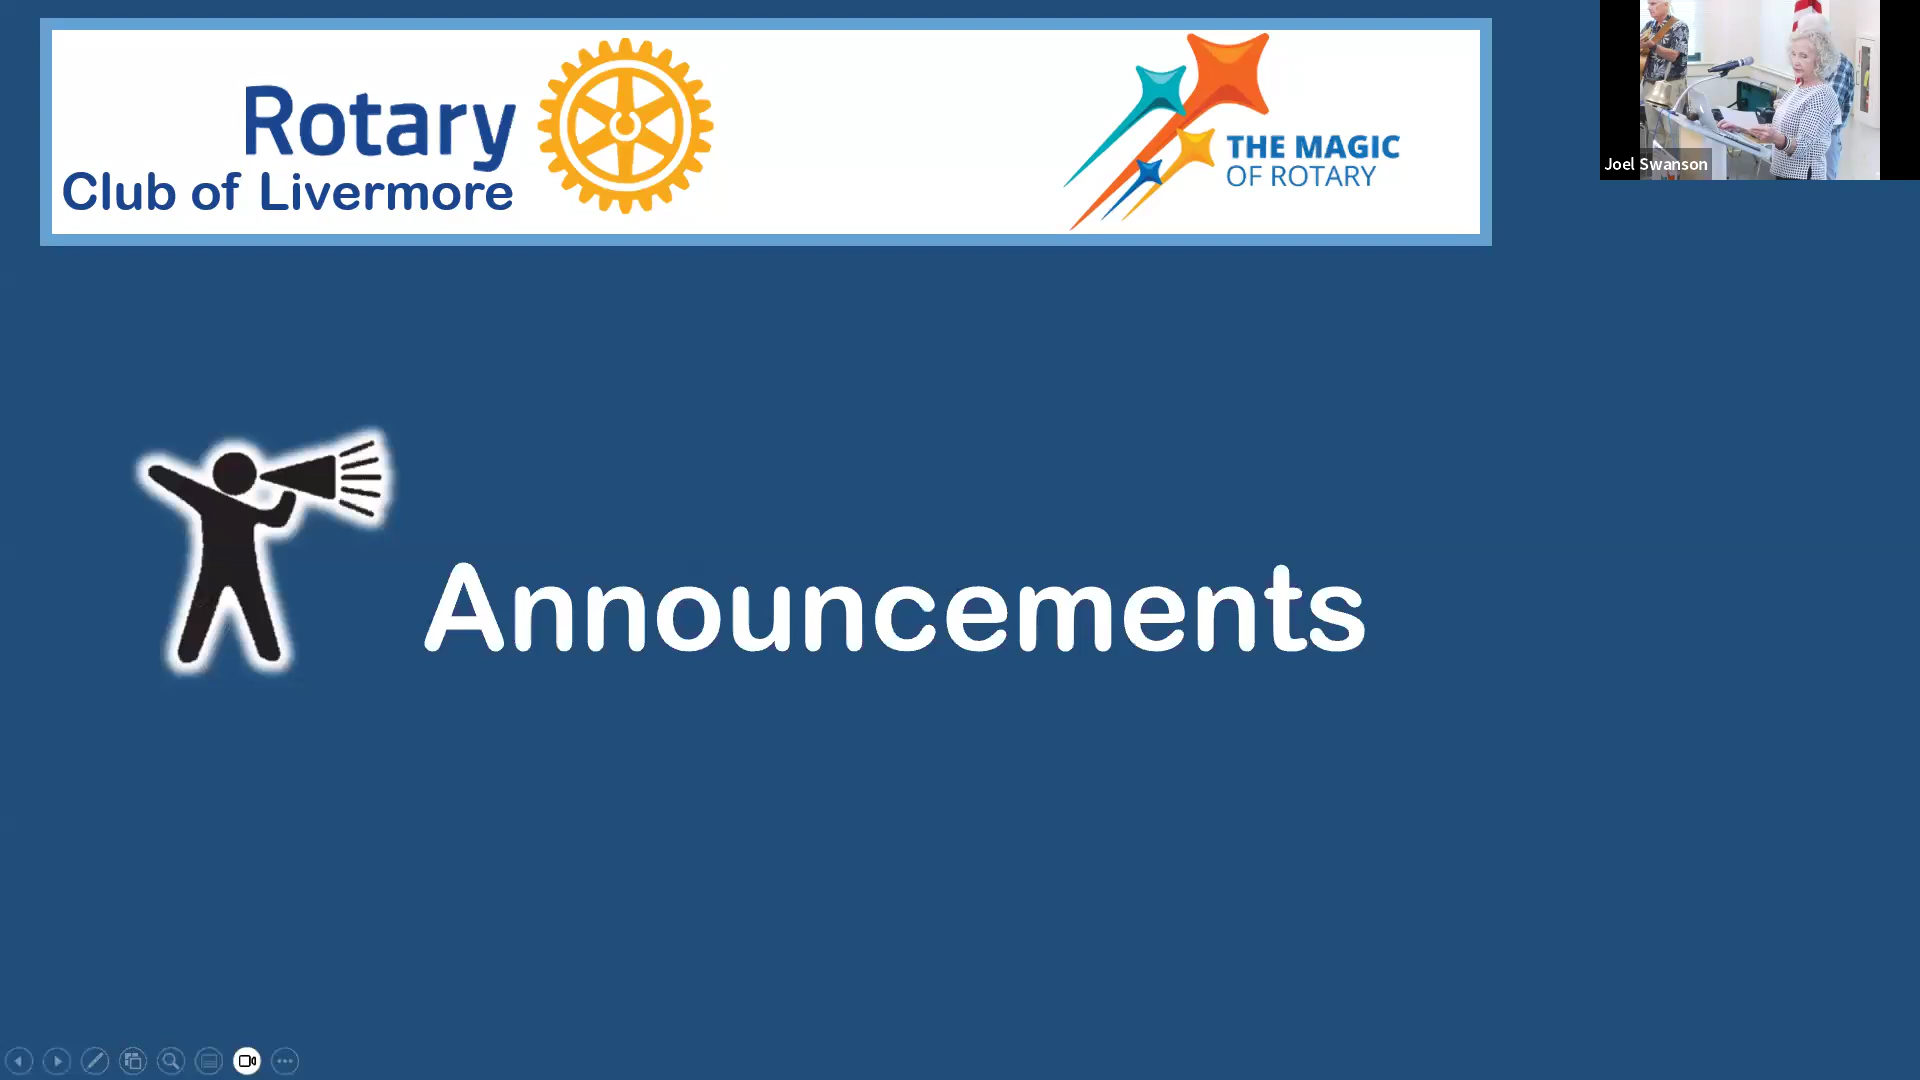 Rotary
Club of Livermore
THE MAGIC
OF ROTARY
Joel Swanson
Announcements